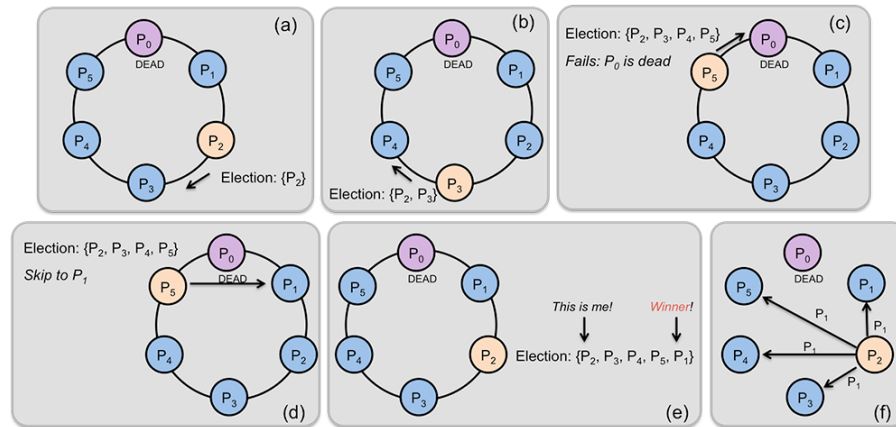 (a)
P₀
DEAD
P₅
P₁
P₄
P₂
P₃
Election: {P₂}
(b)
P₀
DEAD
P₅
P₁
P₄
P₂
P₃
Election: {P₂, P₃}
(c)
Election: {P₂, P₃, P₄, P₅}
Fails: P₀ is dead
P₀
DEAD
P₅
P₁
P₄
P₂
P₃
Election: {P₂, P₃, P₄, P₅}
Skip to P₁
P₀
DEAD
P₅
P₁
P₄
P₂
P₃
(d)
P₀
DEAD
P₅
P₁
P₄
P₂
P₃
This is me!
Winner!
Election: {P₂, P₃, P₄, P₅, P₁}
(e)
P₀
DEAD
P₅
P₁
P₁
P₁
P₄
P₁
P₂
P₁
P₃
(f)